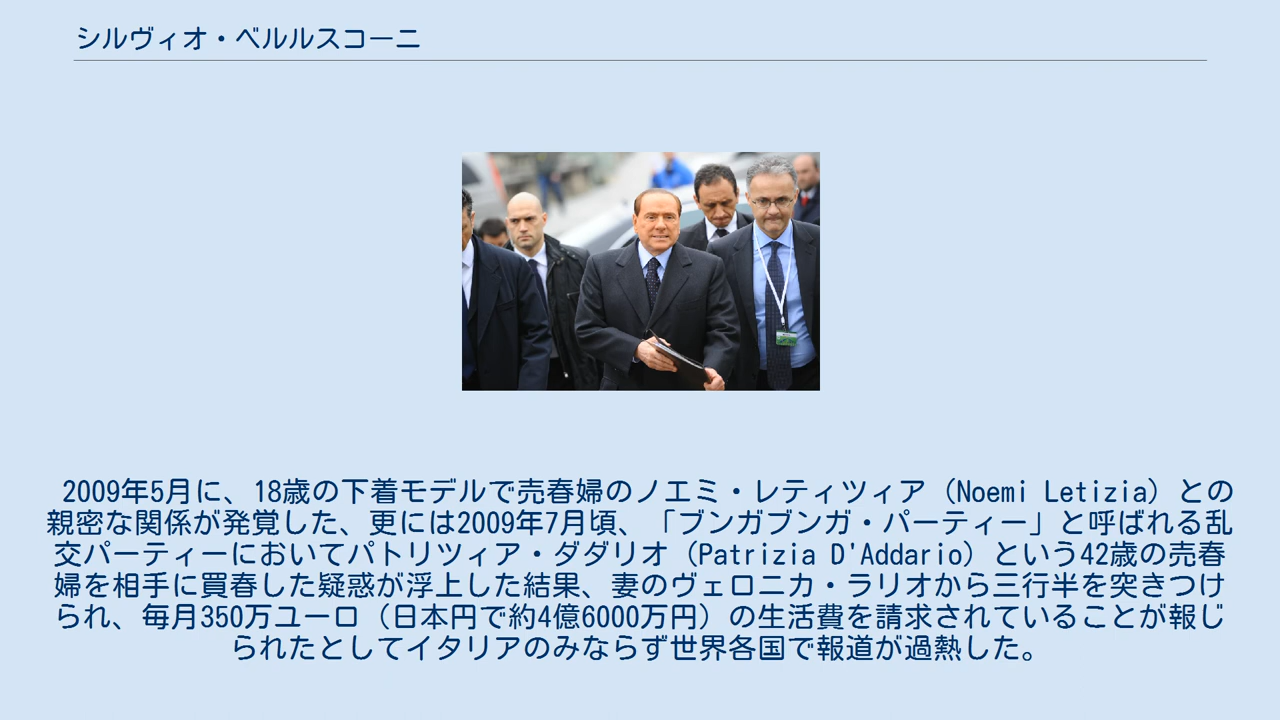 シルヴィオ・ベルルスコーニ
2009年5月に、18歳の下着モデルで売春婦のノエミ・レティツィア（Noemi Letizia）との
親密な関係が発覚した、更には2009年7月頃、「ブンガブンガ・パーティー」と呼ばれる乱
交パーティーにおいてパトリツィア・ダダリオ（Patrizia D'Addario）という42歳の売春
婦を相手に買春した疑惑が浮上した結果、妻のヴェロニカ・ラリオから三行半を突きつけ
られ、毎月350万ユーロ（日本円で約4億6000万円）の生活費を請求されていることが報じ
られたとしてイタリアのみならず世界各国で報道が過熱した。